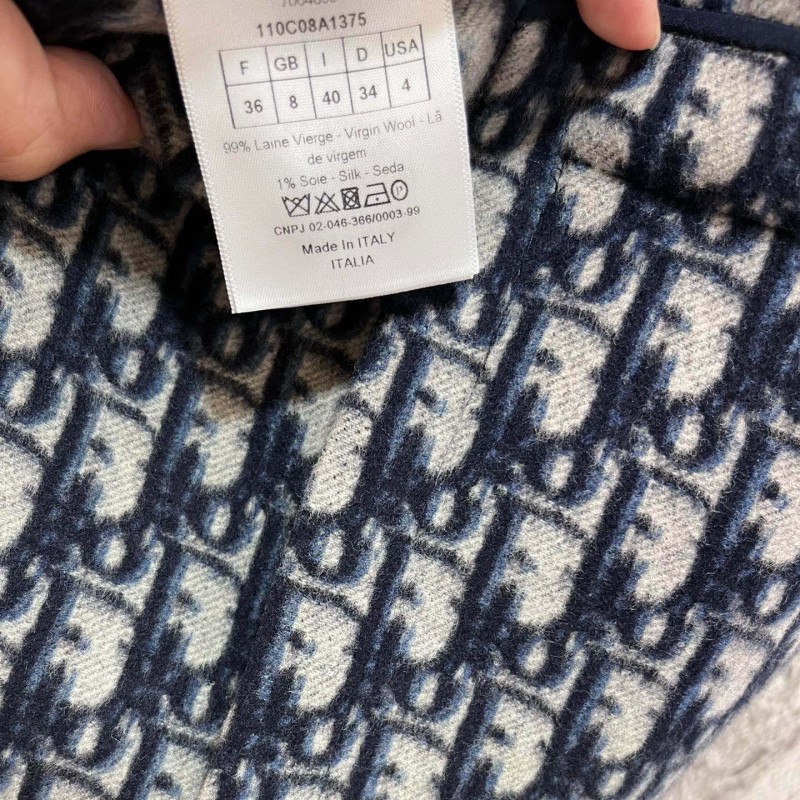 110C08A1375
F GB I D USA
36 8 40 34 4
99% Laine Vierge - Virgin Wool - Lã
de virgem
1% Soie - Silk - Seda
P
CNPJ 02-046-366/0003-99
Made In ITALY
ITALIA